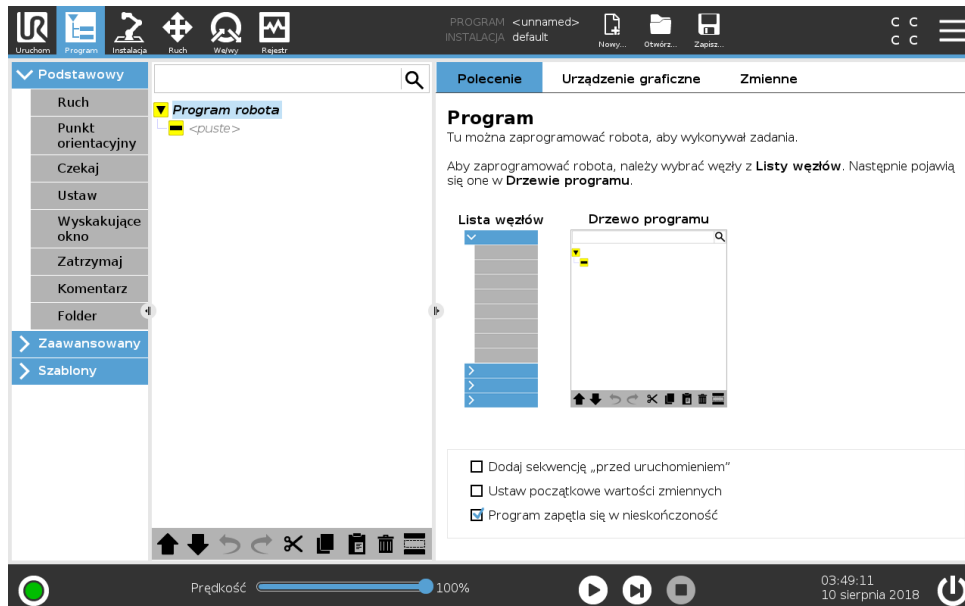 PROGRAM <unnamed>
INSTALACJA default
UR
Uruchom
Program
Instalacja
Ruch
We/wy
Rejestr
Nowy...
Otwórz...
Zapisz...
C C
C C
Podstawowy
Ruch
Punkt
orientacyjny
Czekaj
Ustaw
Wyskakujące
okno
Zatrzymaj
Komentarz
Folder
Zaawansowany
Szablony
Program robota
<puste>
Polecenie
Urządzenie graficzne
Zmienne
Program
Tu można zaprogramować robota, aby wykonywał zadania.
Aby zaprogramować robota, należy wybrać węzły z Listy węzłów. Następnie pojawią
się one w Drzewie programu.
Lista węzłów
Drzewo programu
Dodaj sekwencję „przed uruchomieniem”
Ustaw początkowe wartości zmiennych
Program zapętla się w nieskończoność
Prędkość
100%
03:49:11
10 sierpnia 2018